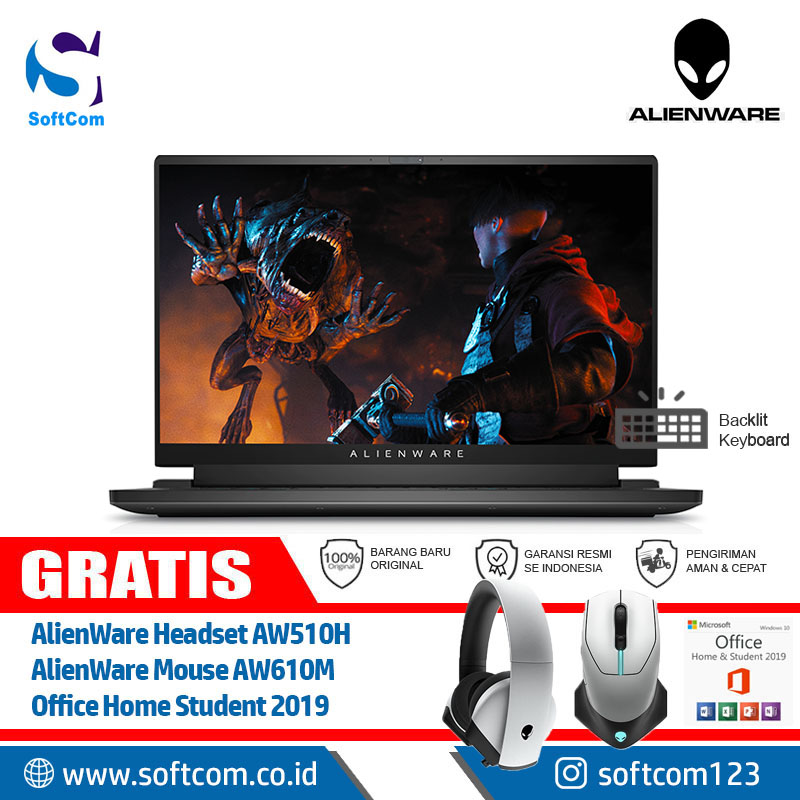 SoftCom
ALIENWARE
ALIENWARE
Backlit
Keyboard
GRATIS
100%
Original
BARANG BARU
ORIGINAL
GARANSI RESMI
SE INDONESIA
PENGIRIMAN
AMAN & CEPAT
AlienWare Headset AW510H
AlienWare Mouse AW610M
Office Home Student 2019
Microsoft
Windows 10
Office
Home & Student 2019
www.softcom.co.id
softcom123